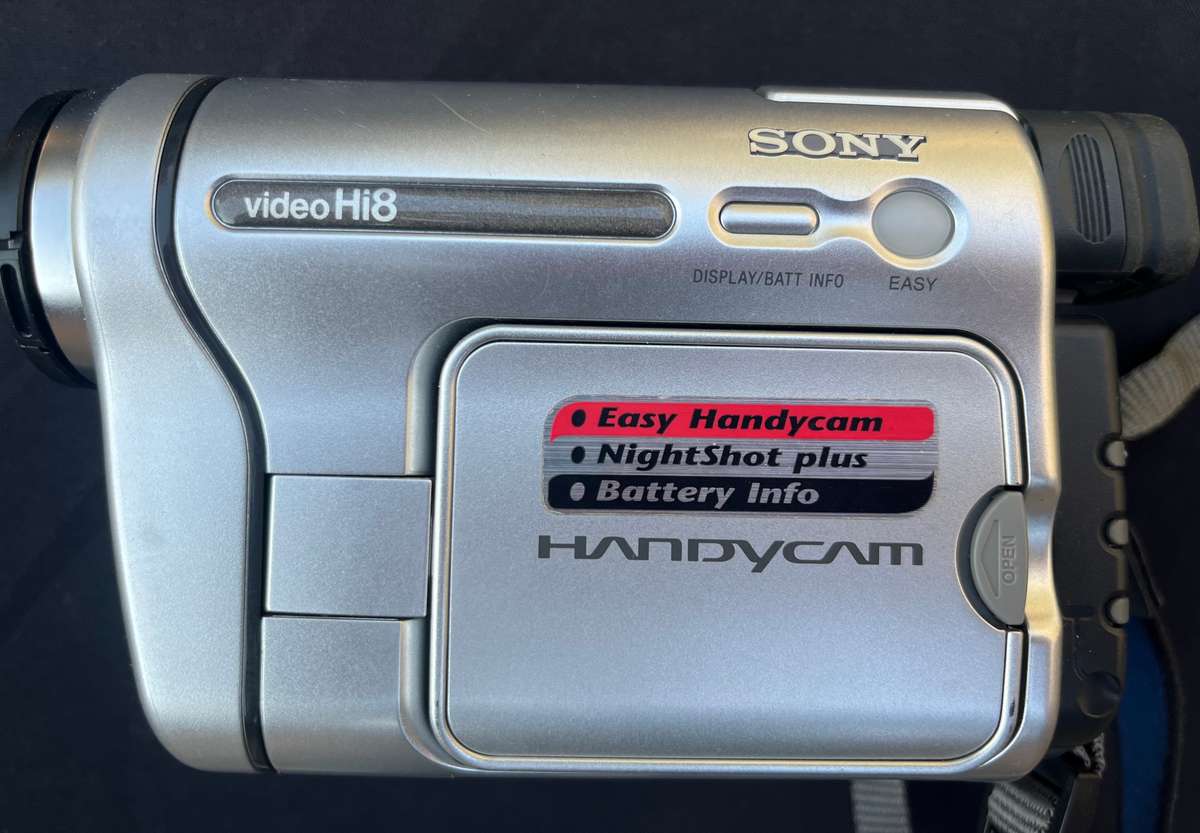 SONY
video Hi8
DISPLAY/BATT INFO
EASY
Easy Handycam
NightShot plus
Battery Info
HANDYCAM
OPEN